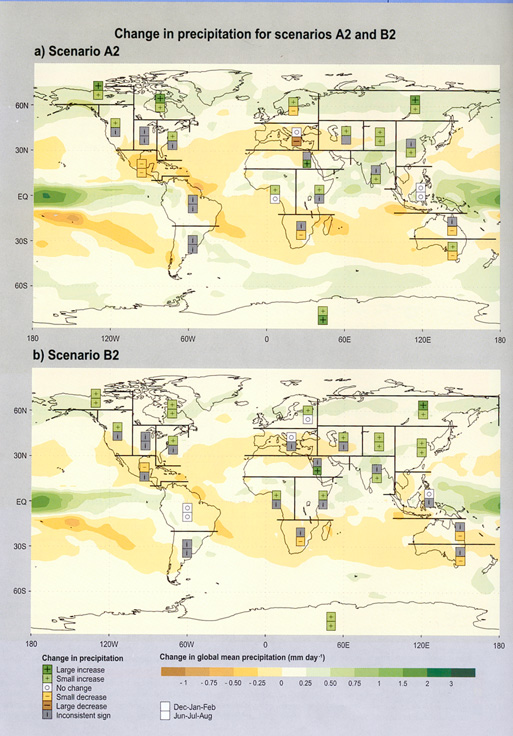 Change in precipitation for scenarios A2 and B2
a) Scenario A2
60N
30N
EQ
30S
60S
180 120W 60W 0 60E 120E 180
b) Scenario B2
60N
30N
EQ
30S
60S
180 120W 60W 0 60E 120E 180
Change in precipitation
+ Large increase
+ Small increase
o No change
− Small decrease
− Large decrease
i Inconsistent sign
Change in global mean precipitation (mm day⁻¹)
- 1 - 0.75 - 0.50 - 0.25 0 0.25 0.50 0.75 1 1.5 2 3
Dec-Jan-Feb
Jun-Jul-Aug